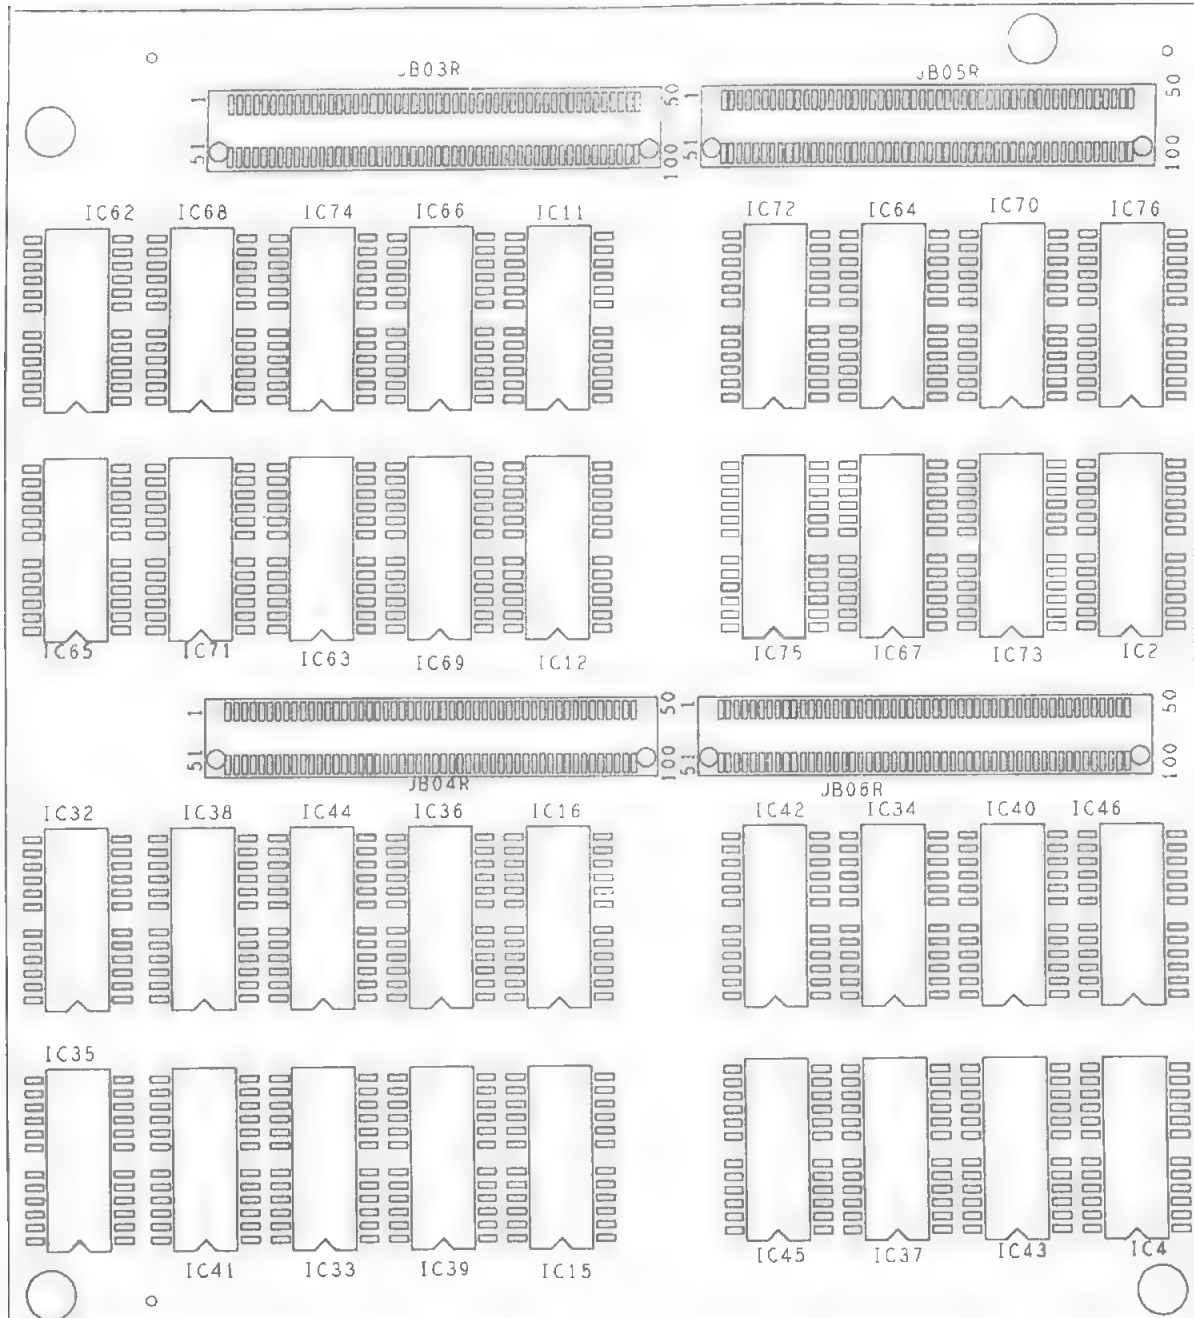 JB03R JB05R
1 50 1 50
51 100 51 100
IC62 IC68 IC74 IC66 IC11 IC72 IC64 IC70 IC76
IC65 IC71 IC63 IC69 IC12 IC75 IC67 IC73 IC2
1 50 1 50
51 100 51 100
JB04R JB06R
IC32 IC38 IC44 IC36 IC16 IC42 IC34 IC40 IC46
IC35
IC41 IC33 IC39 IC15 IC45 IC37 IC43 IC4